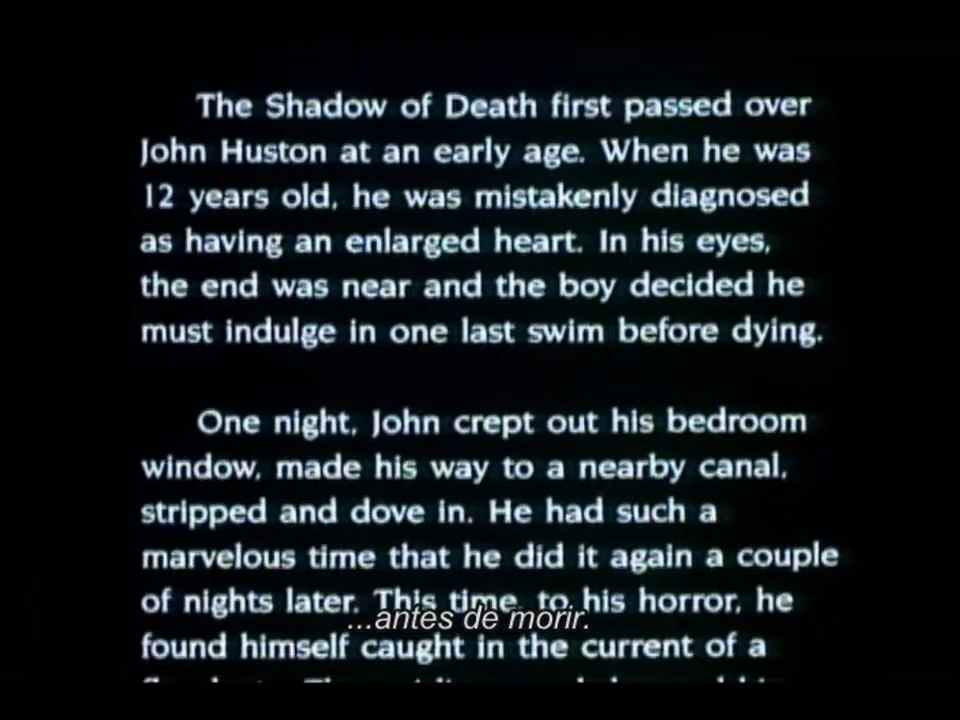 The Shadow of Death first passed over
John Huston at an early age. When he was
12 years old, he was mistakenly diagnosed
as having an enlarged heart. In his eyes,
the end was near and the boy decided he
must indulge in one last swim before dying.
One night, John crept out his bedroom
window, made his way to a nearby canal,
stripped and dove in. He had such a
marvelous time that he did it again a couple
of nights later. This time, to his horror, he
...antes de morir.
found himself caught in the current of a